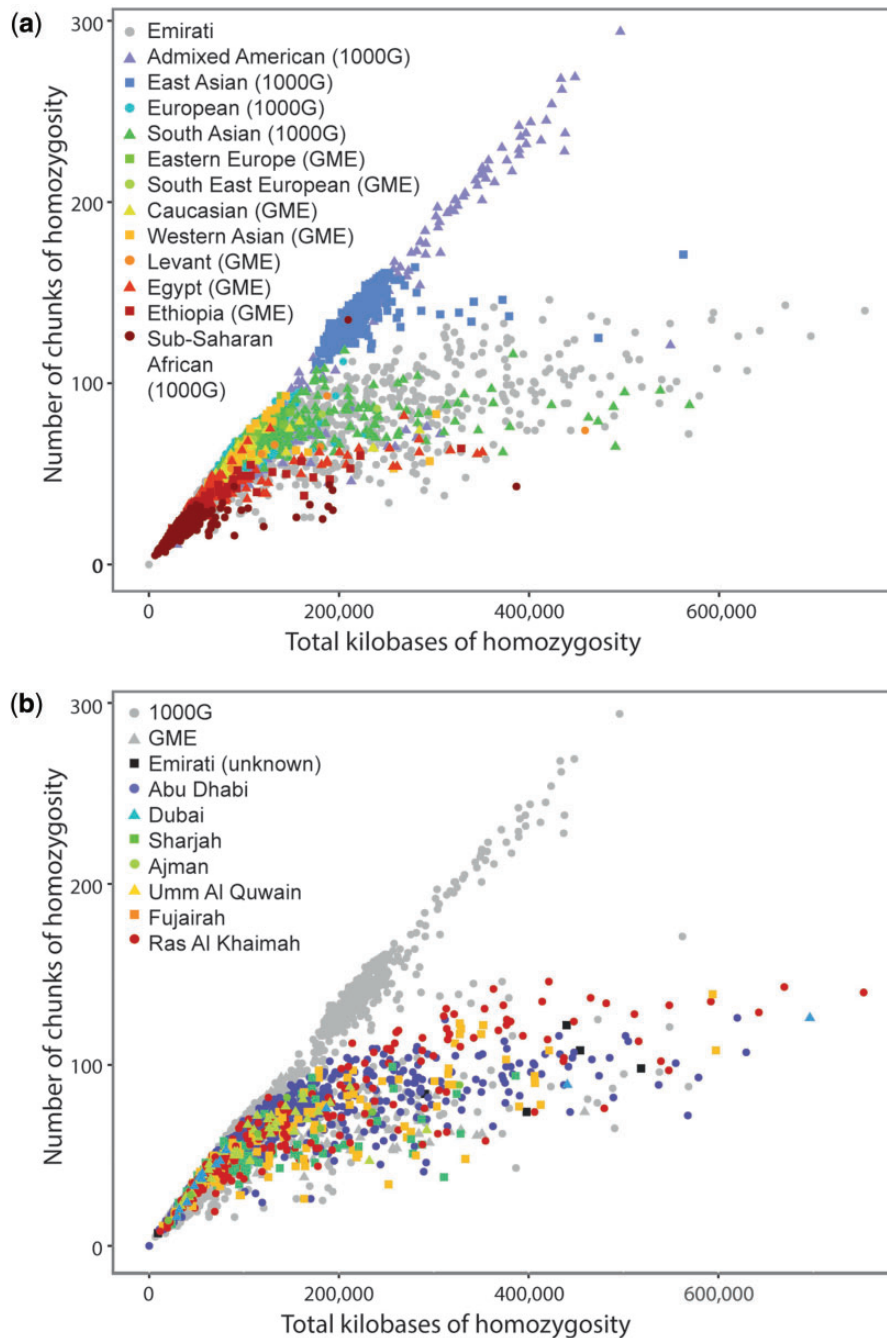 (a)
300
200
100
0
Number of chunks of homozygosity
Emirati
Admixed American (1000G)
East Asian (1000G)
European (1000G)
South Asian (1000G)
Eastern Europe (GME)
South East European (GME)
Caucasian (GME)
Western Asian (GME)
Levant (GME)
Egypt (GME)
Ethiopia (GME)
Sub-Saharan
African
(1000G)
0
200,000
400,000
600,000
Total kilobases of homozygosity
(b)
300
200
100
0
Number of chunks of homozygosity
1000G
GME
Emirati (unknown)
Abu Dhabi
Dubai
Sharjah
Ajman
Umm Al Quwain
Fujairah
Ras Al Khaimah
0
200,000
400,000
600,000
Total kilobases of homozygosity